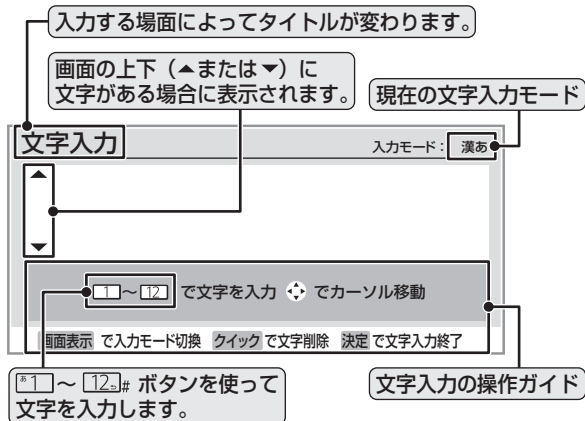 入力する場面によってタイトルが変わります。
画面の上下（▲または▼）に
文字がある場合に表示されます。
現在の文字入力モード
文字入力
入力モード： 漢あ
1～12 で文字を入力 でカーソル移動
画面表示 で入力モード切換 クイック で文字削除 決定 で文字入力終了
あ1～12ー# ボタンを使って
文字を入力します。
文字入力の操作ガイド